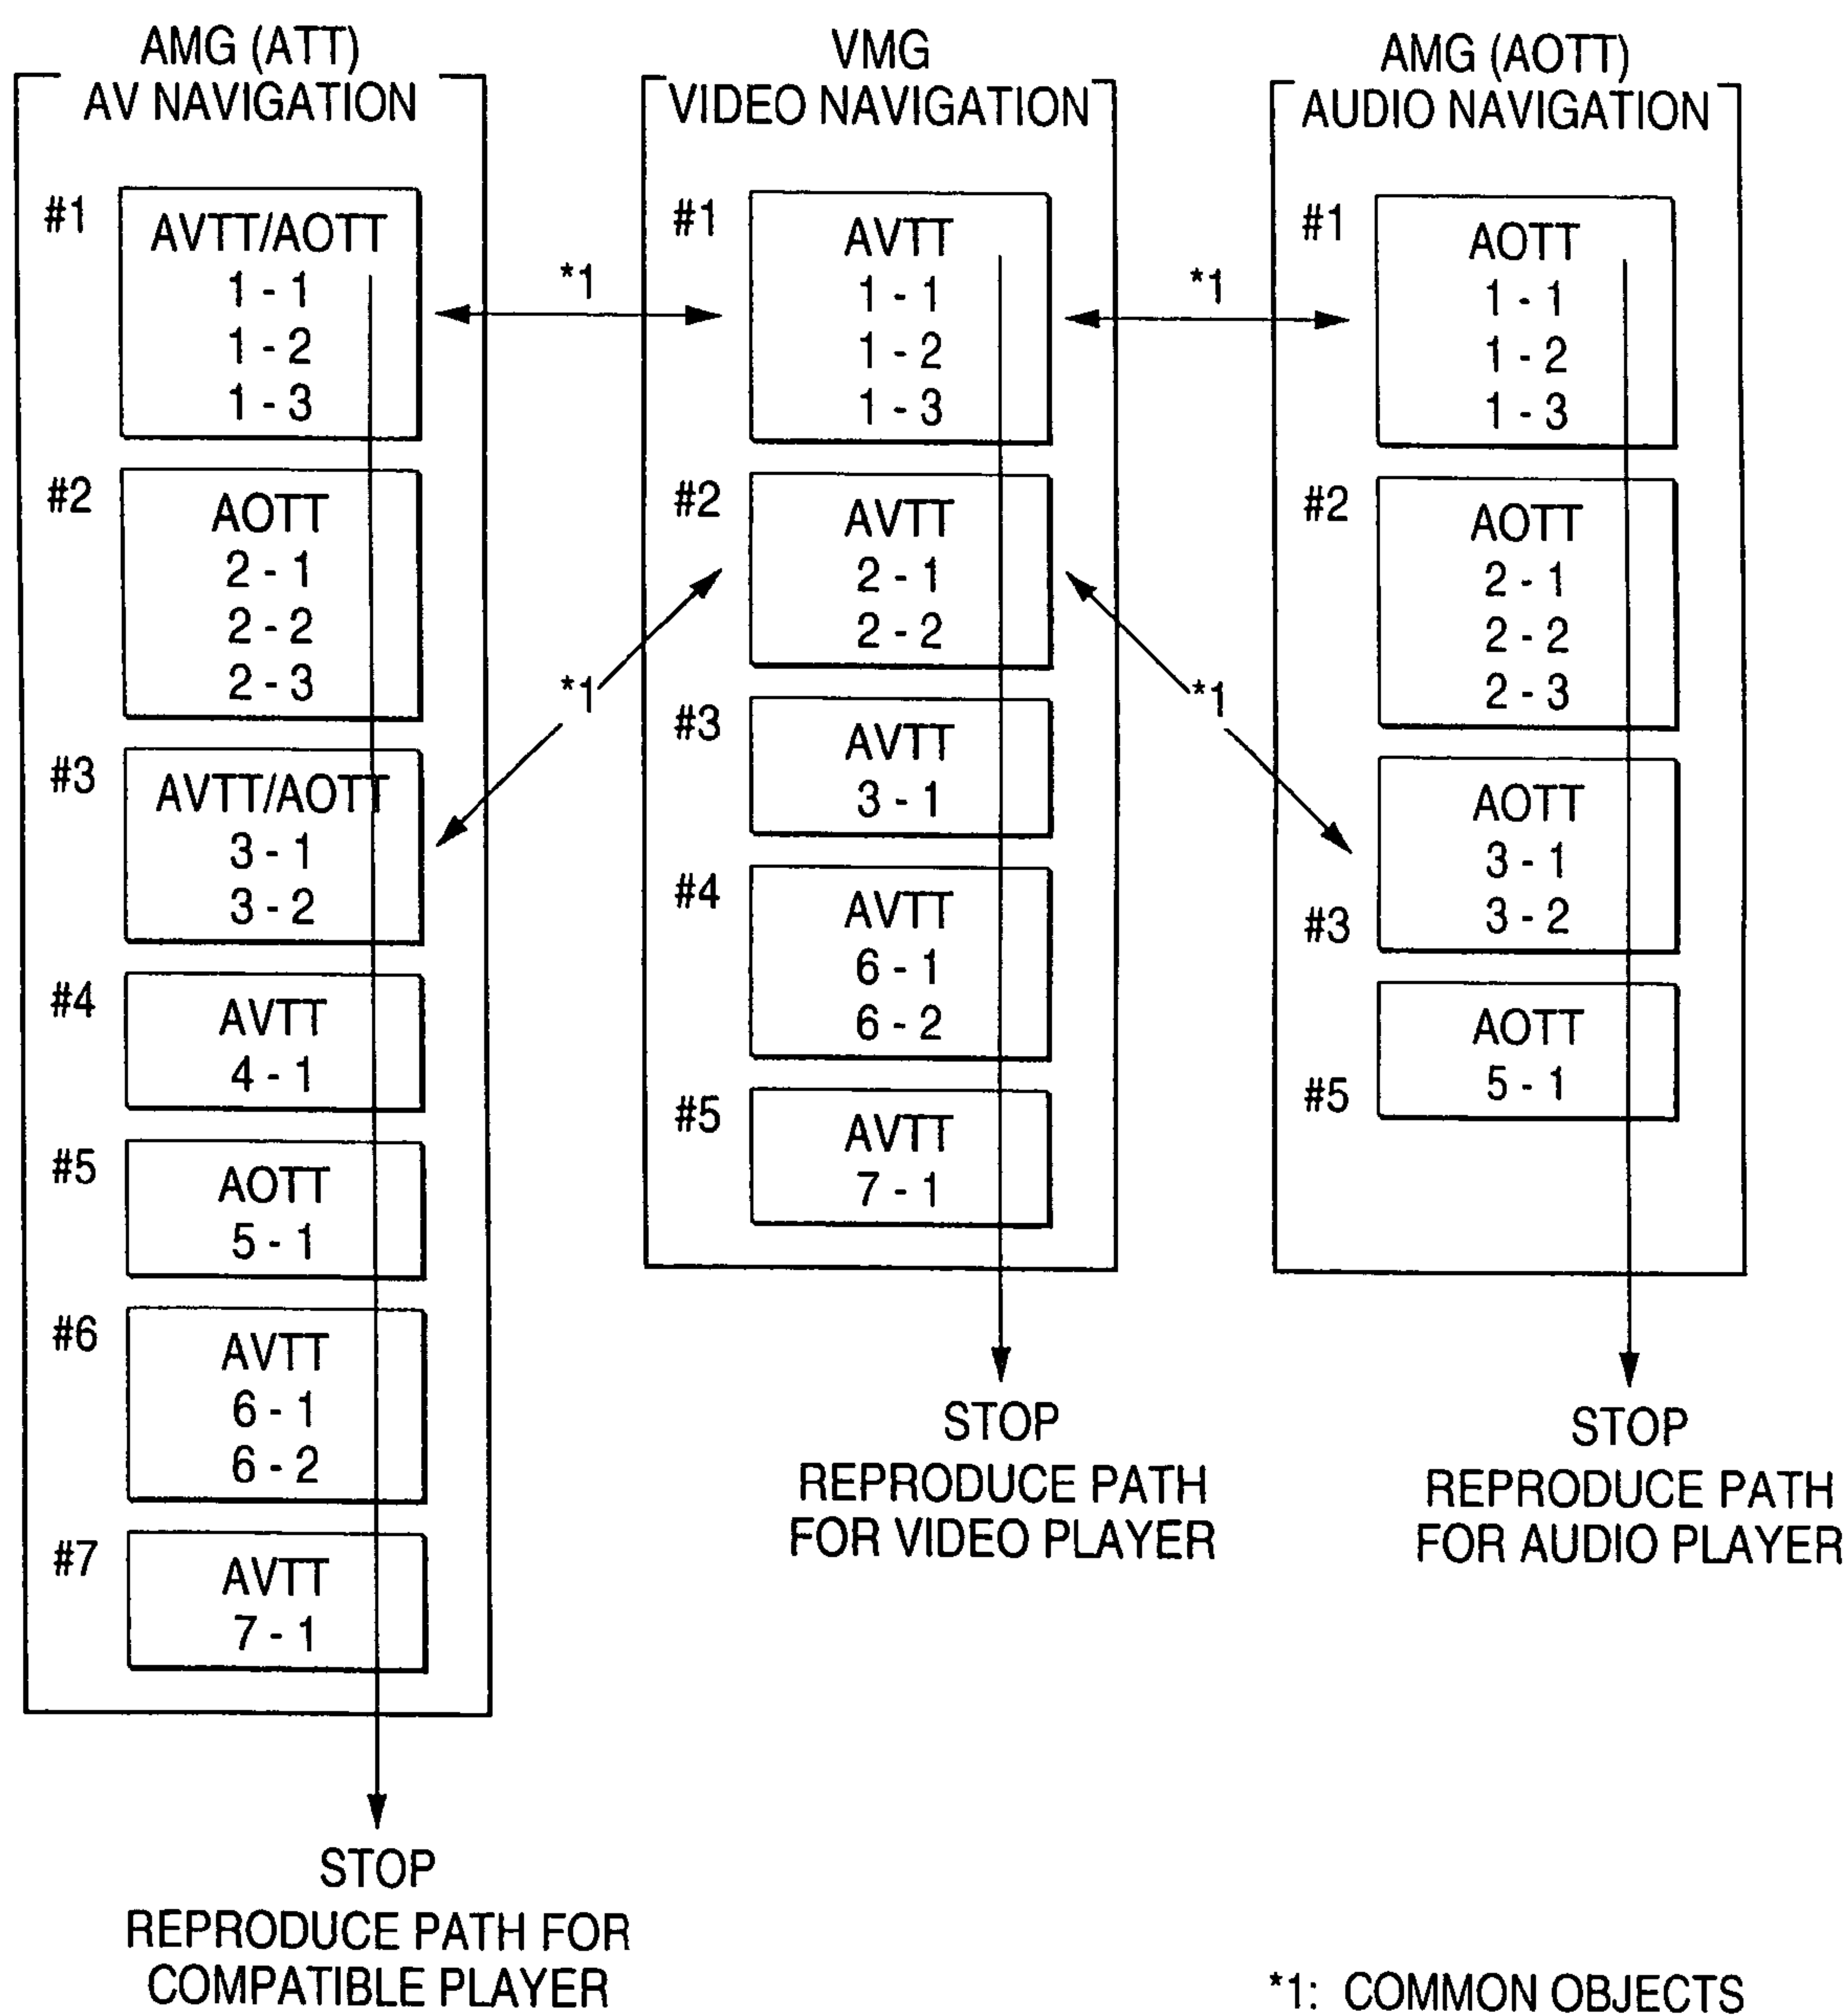 AMG (ATT)
AV NAVIGATION
#1
AVTT/AOTT
1 - 1
1 - 2
1 - 3
#2
AOTT
2 - 1
2 - 2
2 - 3
#3
AVTT/AOTT
3 - 1
3 - 2
#4
AVTT
4 - 1
#5
AOTT
5 - 1
#6
AVTT
6 - 1
6 - 2
#7
AVTT
7 - 1
STOP
REPRODUCE PATH FOR
COMPATIBLE PLAYER
*1
*1
VMG
VIDEO NAVIGATION
#1
AVTT
1 - 1
1 - 2
1 - 3
#2
AVTT
2 - 1
2 - 2
#3
AVTT
3 - 1
#4
AVTT
6 - 1
6 - 2
#5
AVTT
7 - 1
STOP
REPRODUCE PATH
FOR VIDEO PLAYER
*1
*1
AMG (AOTT)
AUDIO NAVIGATION
#1
AOTT
1 - 1
1 - 2
1 - 3
#2
AOTT
2 - 1
2 - 2
2 - 3
#3
AOTT
3 - 1
3 - 2
#5
AOTT
5 - 1
STOP
REPRODUCE PATH
FOR AUDIO PLAYER
*1: COMMON OBJECTS